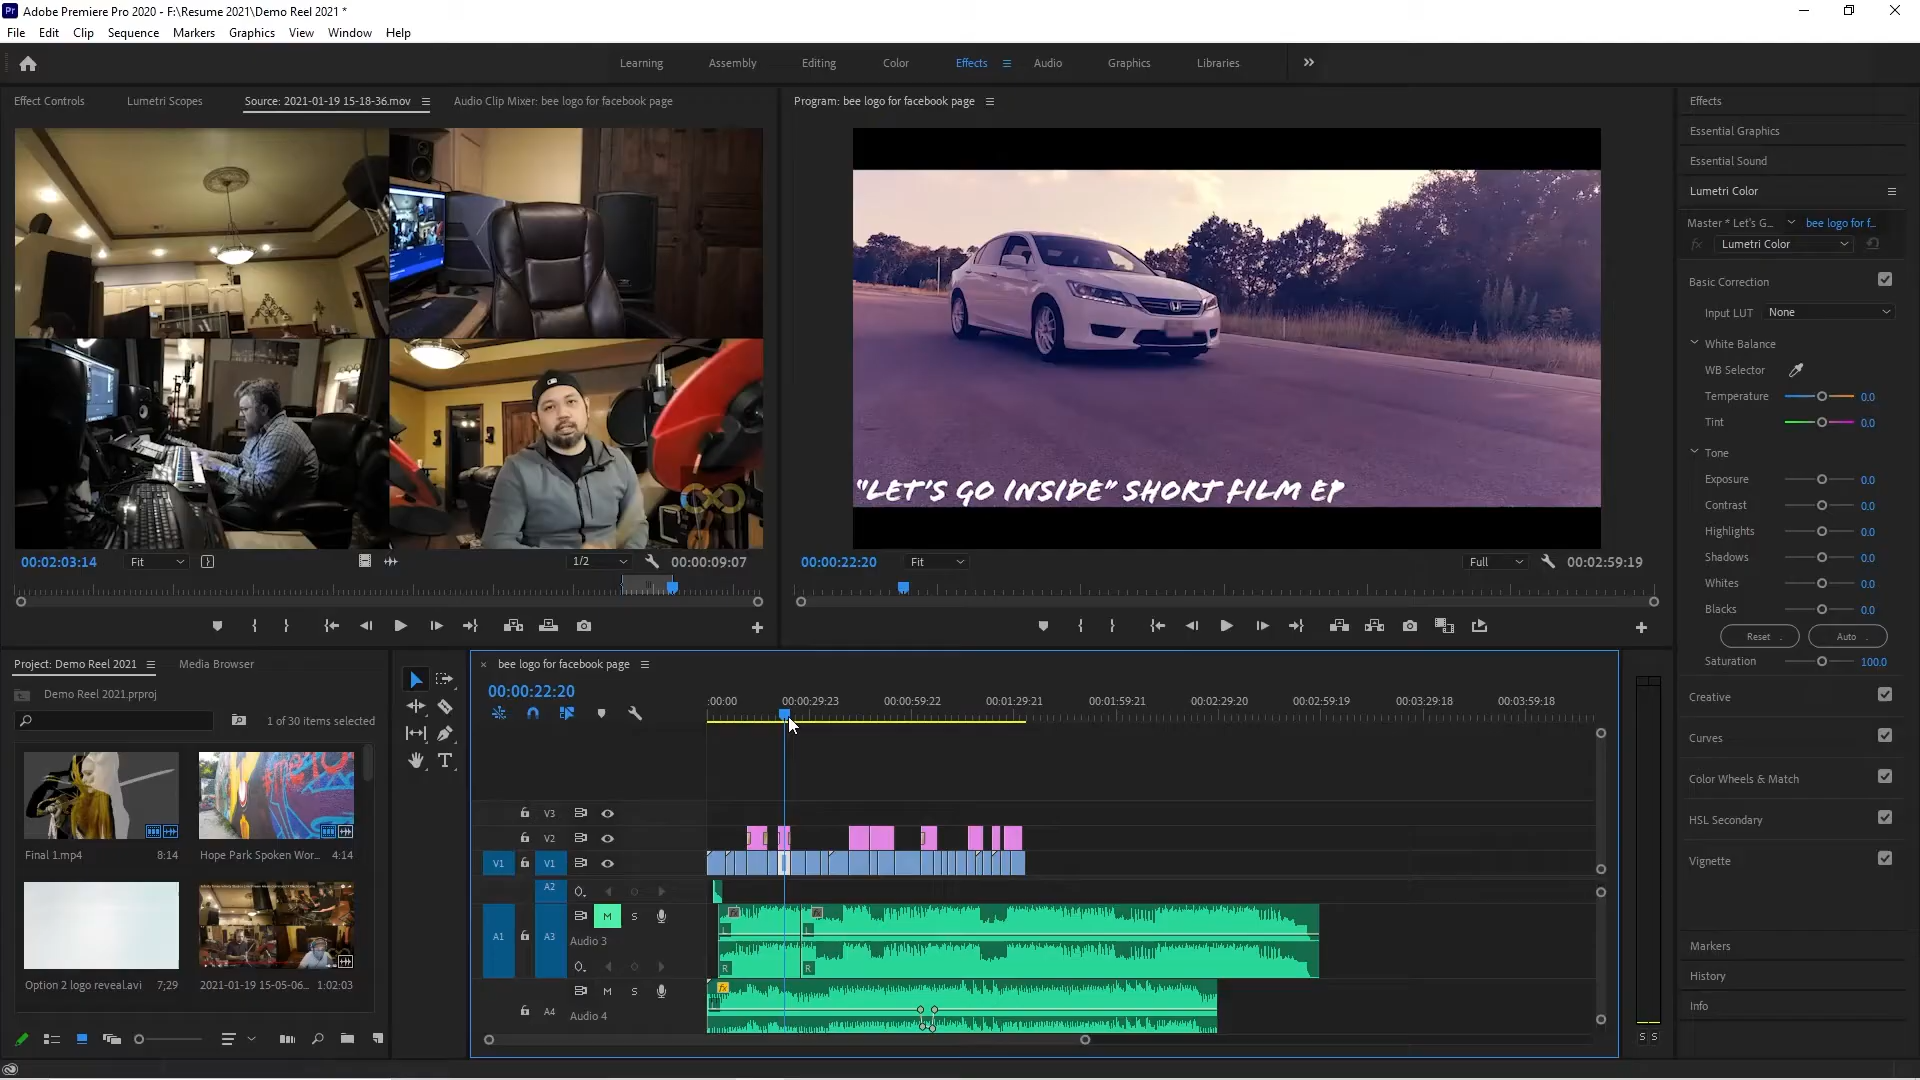 Pr Adobe Premiere Pro 2020 - F:\Resume 2021\Demo Reel 2021 *
File Edit Clip Sequence Markers Graphics View Window Help
Learning Assembly Editing Color Effects Audio Graphics Libraries
Effect Controls Lumetri Scopes Source: 2021-01-19 15-18-36.mov Audio Clip Mixer: bee logo for facebook page
Program: bee logo for facebook page
"LET'S GO INSIDE" SHORT FILM EP
00:02:03:14 Fit 1/2 00:00:09:07
00:00:22:20 Fit Full 00:02:59:19
Effects
Essential Graphics
Essential Sound
Lumetri Color
Master * Let's G... bee logo for f...
fx Lumetri Color
Basic Correction
Input LUT None
White Balance
WB Selector
Temperature 0.0
Tint 0.0
Tone
Exposure 0.0
Contrast 0.0
Highlights 0.0
Shadows 0.0
Whites 0.0
Blacks 0.0
Reset Auto
Saturation 100.0
Creative
Curves
Color Wheels & Match
HSL Secondary
Vignette
Markers
History
Info
Project: Demo Reel 2021 Media Browser
Demo Reel 2021.prproj
1 of 30 items selected
Final 1.mp4 8:14
Hope Park Spoken Wor... 4:14
Option 2 logo reveal.avi 7;29
2021-01-19 15-05-06... 1:02:03
bee logo for facebook page
00:00:22:20
:00:00 00:00:29:23 00:00:59:22 00:01:29:21 00:01:59:21 00:02:29:20 00:02:59:19 00:03:29:18 00:03:59:18
V3
V2
V1 V1
A2
A1 A3 M S
Audio 3
L L
R R
A4 M S
Audio 4
fx fx
fx
S S